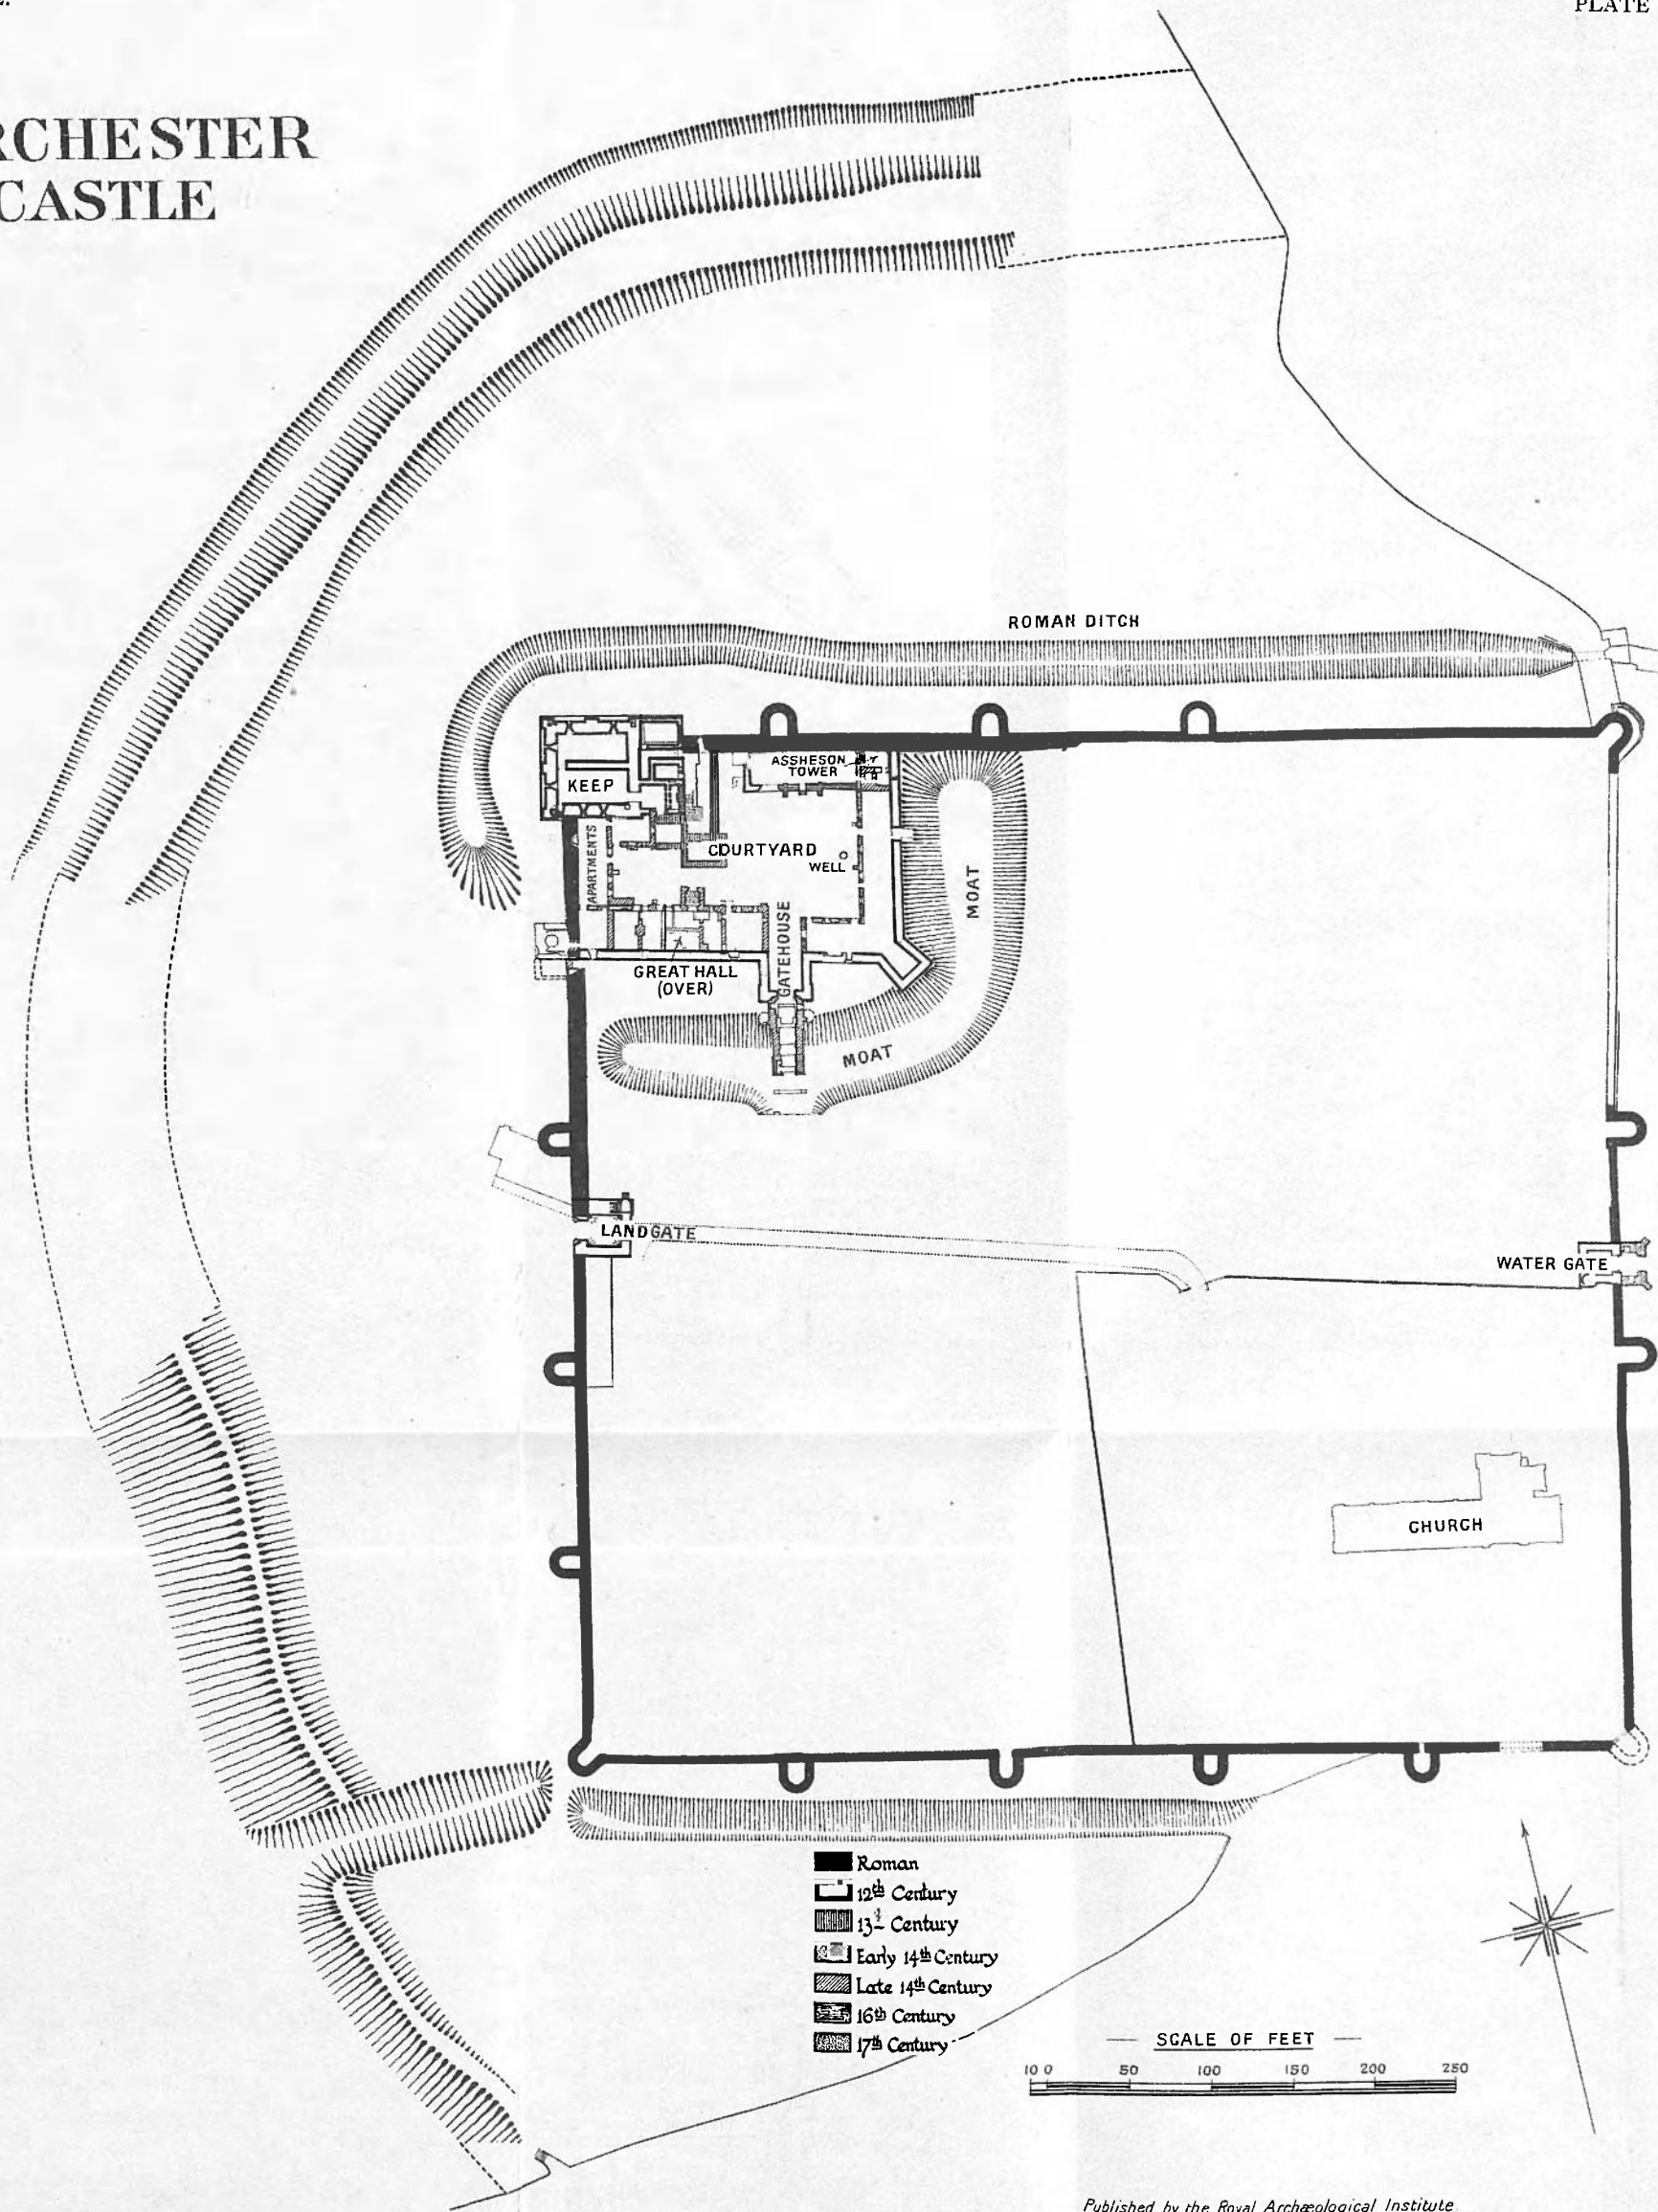 PLATE
RCHESTER
CASTLE
ROMAN DITCH
ASSHESON
TOWER
KEEP
APARTMENTS
COURTYARD
WELL
MOAT
GATEHOUSE
GREAT HALL
(OVER)
MOAT
LANDGATE
WATER GATE
CHURCH
Roman
12th Century
13th Century
Early 14th Century
Late 14th Century
16th Century
17th Century
SCALE OF FEET
10 0 50 100 150 200 250
Published by the Royal Archæological Institute